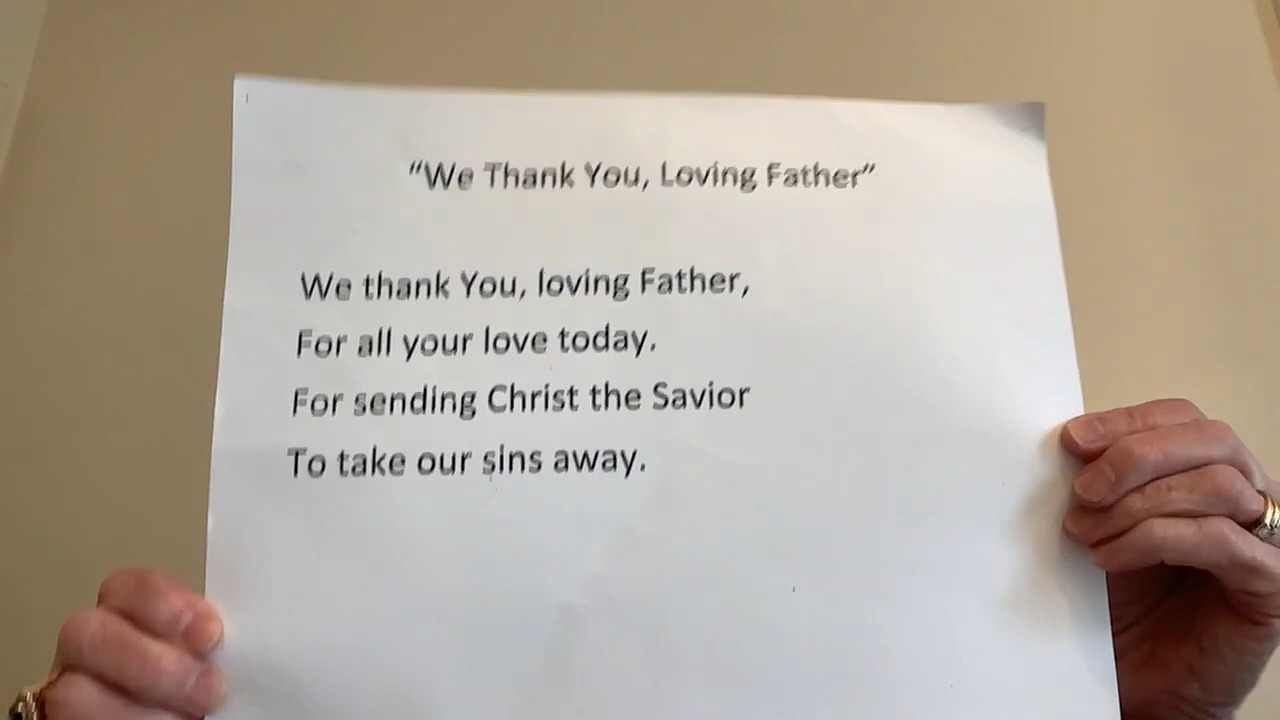 “We Thank You, Loving Father”
We thank You, loving Father,
For all your love today.
For sending Christ the Savior
To take our sins away.